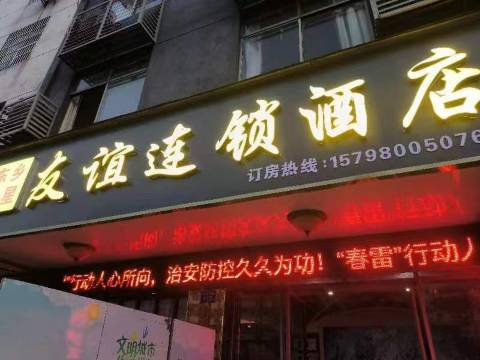 友谊连锁酒店
订房热线:15798005076
"行动人心所向，治安防控久久为功！“春雷”行动人
文明城市